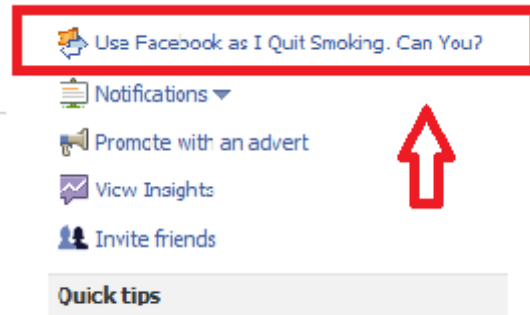 Use Facebook as I Quit Smoking. Can You?
Notifications
Promote with an advert
View Insights
Invite friends
Quick tips